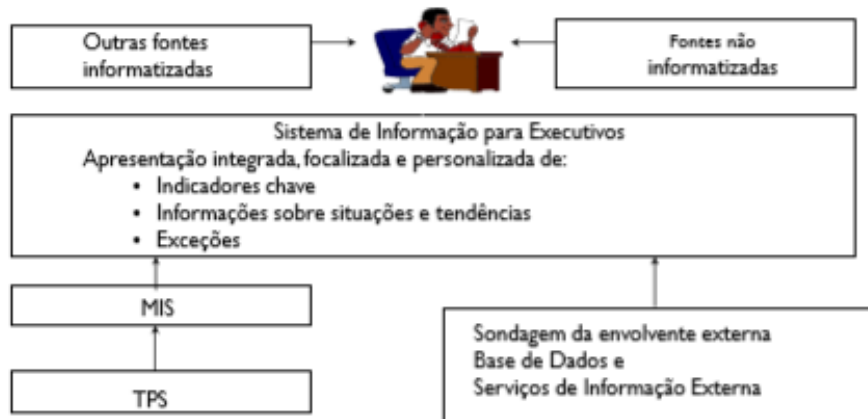 Outras fontes
informatizadas
Fontes não
informatizadas
Sistema de Informação para Executivos
Apresentação integrada, focalizada e personalizada de:
• Indicadores chave
• Informações sobre situações e tendências
• Exceções
MIS
TPS
Sondagem da envolvente externa
Base de Dados e
Serviços de Informação Externa